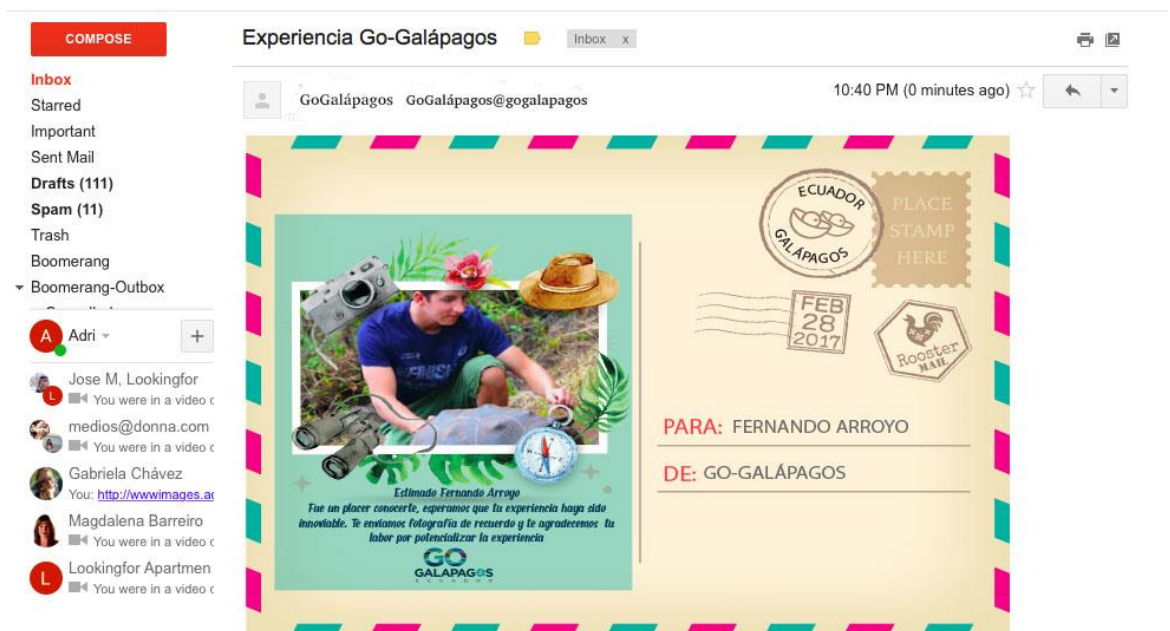 COMPOSE
Inbox
Starred
Important
Sent Mail
Drafts (111)
Spam (11)
Trash
Boomerang
Boomerang-Outbox
A Adri
+
Jose M, Lookingfor
L You were in a video
medios@donna.com
You were in a video
Gabriela Chávez
You: http://wwwimages.ac
Magdalena Barreiro
You were in a video
L Lookingfor Apartmen
You were in a video
Experiencia Go-Galápagos Inbox x
GoGalápagos GoGalápagos@gogalapagos 10:40 PM (0 minutes ago)
ECUADOR
GALÁPAGOS
PLACE
STAMP
HERE
FEB
28
2017
Rooster
MAIL
FINISH
Estimado Fernando Arroyo
Fue un placer conocerte, esperamos que tu experiencia haya sido
innoviable. Te enviamos fotografía de recuerdo y te agradecemos tu
labor por potencializar la experiencia
GO
GALAPAGOS
ECUADOR
PARA: FERNANDO ARROYO
DE: GO-GALÁPAGOS